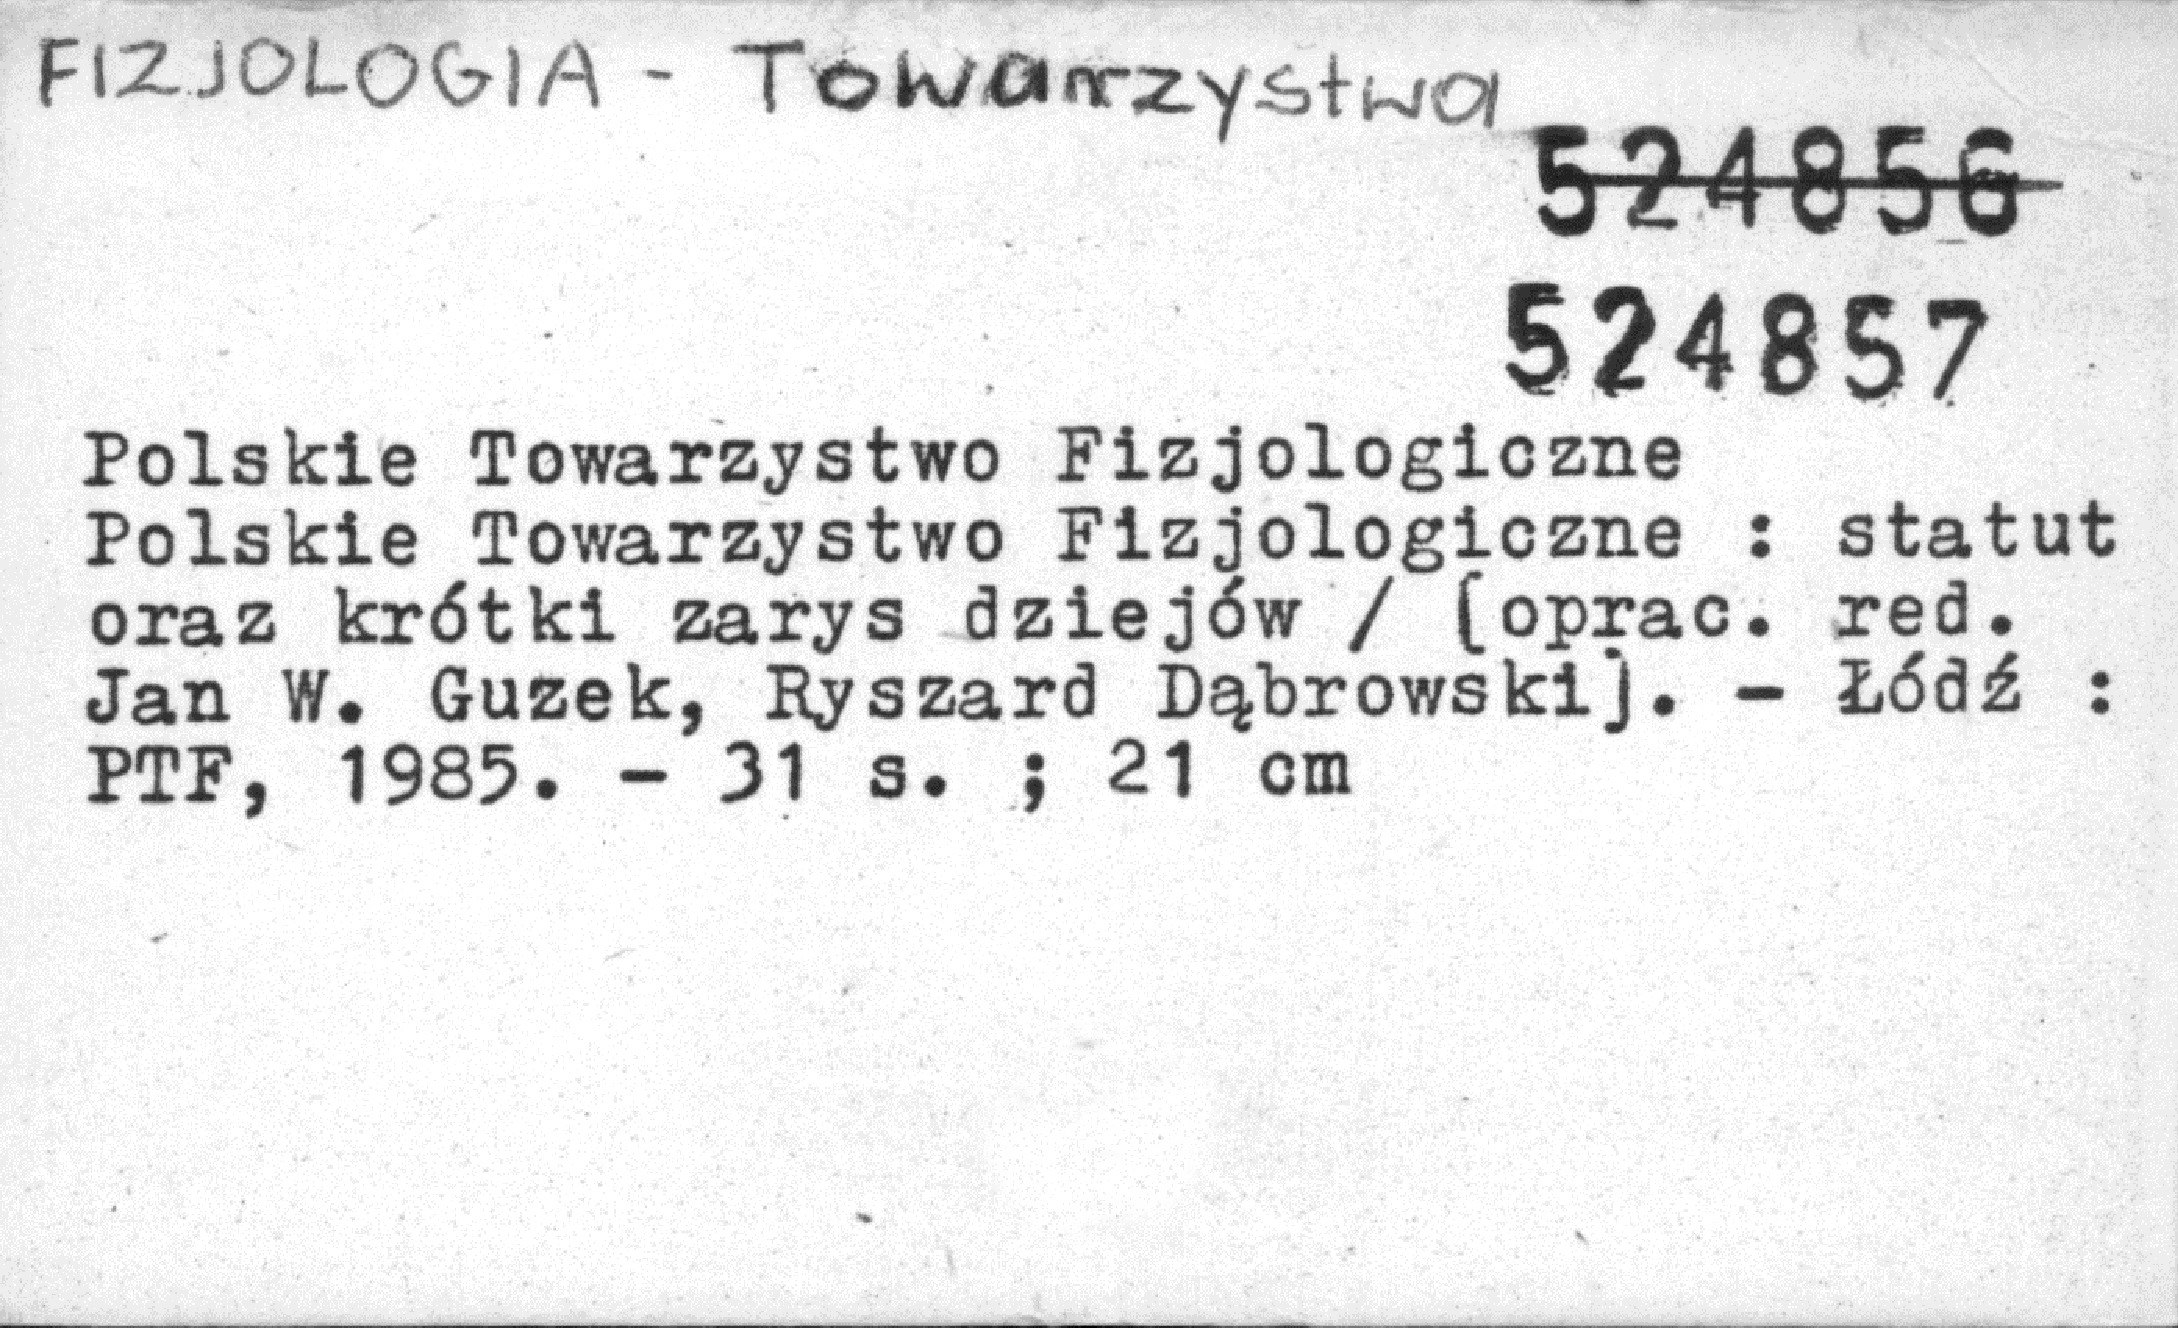 FIZJOLOGIA - Towarzystwa
524856
524857
Polskie Towarzystwo Fizjologiczne
Polskie Towarzystwo Fizjologiczne : statut
oraz krótki zarys dziejów / [oprac. red.
Jan W. Guzek, Ryszard Dąbrowski]. - Łódź :
PTF, 1985. - 31 s. ; 21 cm